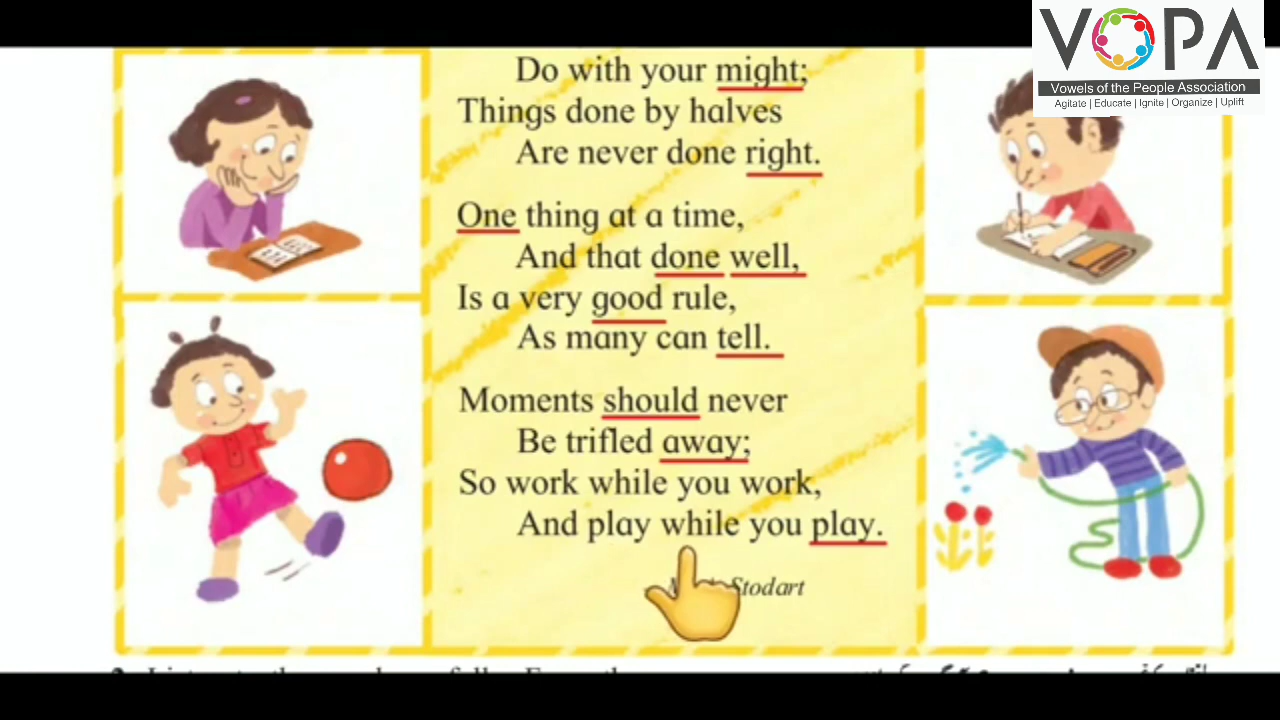 VOPA
Vowels of the People Association
Agitate | Educate | Ignite | Organize | Uplift
Do with your might;
Things done by halves
Are never done right.
One thing at a time,
And that done well,
Is a very good rule,
As many can tell.
Moments should never
Be trifled away;
So work while you work,
And play while you play.
Stodart